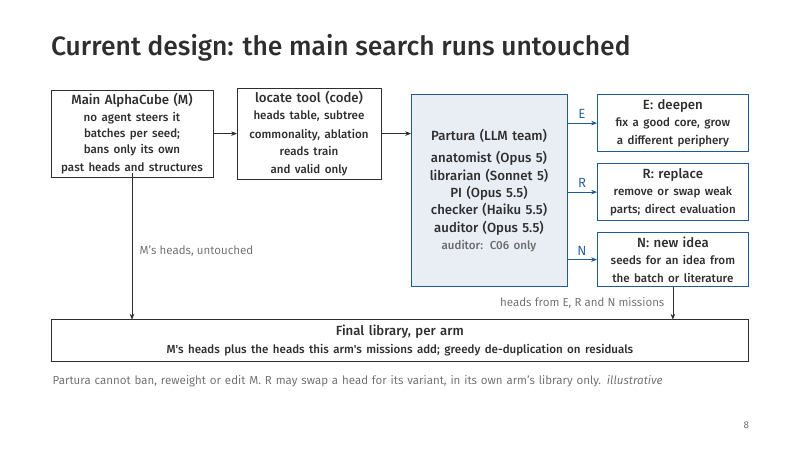 Current design: the main search runs untouched
Main AlphaCube (M)
no agent steers it
batches per seed;
bans only its own
past heads and structures
locate tool (code)
heads table, subtree
commonality, ablation
reads train
and valid only
Partura (LLM team)
anatomist (Opus 5)
librarian (Sonnet 5)
PI (Opus 5.5)
checker (Haiku 5.5)
auditor (Opus 5.5)
auditor: C06 only
E
E: deepen
fix a good core, grow
a different periphery
R
R: replace
remove or swap weak
parts; direct evaluation
N
N: new idea
seeds for an idea from
the batch or literature
M's heads, untouched
heads from E, R and N missions
Final library, per arm
M's heads plus the heads this arm's missions add; greedy de-duplication on residuals
Partura cannot ban, reweight or edit M. R may swap a head for its variant, in its own arm's library only. illustrative
8